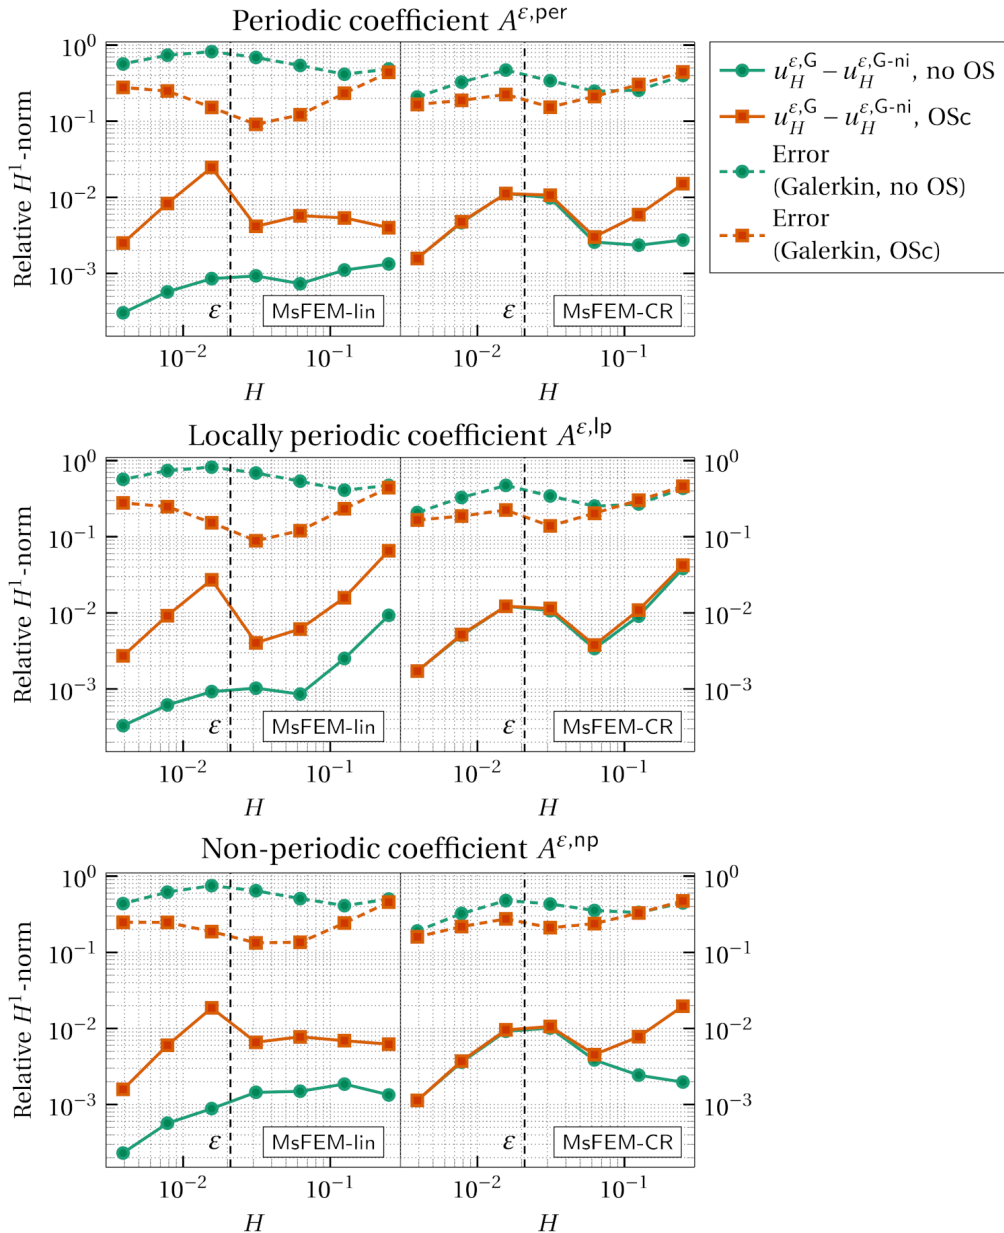 Periodic coefficient A^{ε,per}
10^0
10^{-1}
10^{-2}
10^{-3}
Relative H^1-norm
ε
MsFEM-lin
ε
MsFEM-CR
10^{-2} 10^{-1} 10^{-2} 10^{-1}
H H
u_H^{ε,G} − u_H^{ε,G-ni}, no OS
u_H^{ε,G} − u_H^{ε,G-ni}, OSc
Error
(Galerkin, no OS)
Error
(Galerkin, OSc)
Locally periodic coefficient A^{ε,lp}
10^0 10^0
10^{-1} 10^{-1}
10^{-2} 10^{-2}
10^{-3} 10^{-3}
Relative H^1-norm
ε
MsFEM-lin
ε
MsFEM-CR
10^{-2} 10^{-1} 10^{-2} 10^{-1}
H H
Non-periodic coefficient A^{ε,np}
10^0 10^0
10^{-1} 10^{-1}
10^{-2} 10^{-2}
10^{-3} 10^{-3}
Relative H^1-norm
ε
MsFEM-lin
ε
MsFEM-CR
10^{-2} 10^{-1} 10^{-2} 10^{-1}
H H